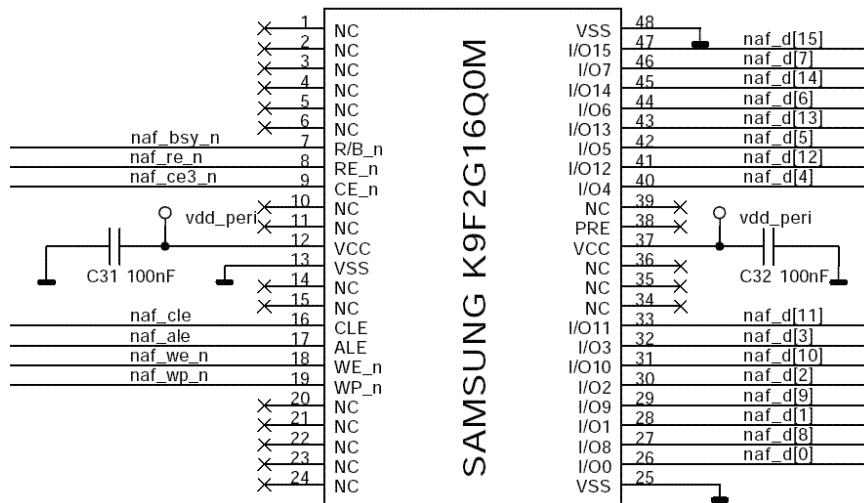 1 NC
2 NC
3 NC
4 NC
5 NC
6 NC
naf_bsy_n 7 R/B_n
naf_re_n 8 RE_n
naf_ce3_n 9 CE_n
10 NC
vdd_peri 11 NC
12 VCC
C31 100nF 13 VSS
14 NC
15 NC
naf_cle 16 CLE
naf_ale 17 ALE
naf_we_n 18 WE_n
naf_wp_n 19 WP_n
20 NC
21 NC
22 NC
23 NC
24 NC
SAMSUNG K9F2G16Q0M
VSS 48
I/O15 47 naf_d[15]
I/O7 46 naf_d[7]
I/O14 45 naf_d[14]
I/O6 44 naf_d[6]
I/O13 43 naf_d[13]
I/O5 42 naf_d[5]
I/O12 41 naf_d[12]
I/O4 40 naf_d[4]
NC 39
PRE 38 vdd_peri
VCC 37
NC 36 C32 100nF
NC 35
NC 34
I/O11 33 naf_d[11]
I/O3 32 naf_d[3]
I/O10 31 naf_d[10]
I/O2 30 naf_d[2]
I/O9 29 naf_d[9]
I/O1 28 naf_d[1]
I/O8 27 naf_d[8]
I/O0 26 naf_d[0]
VSS 25